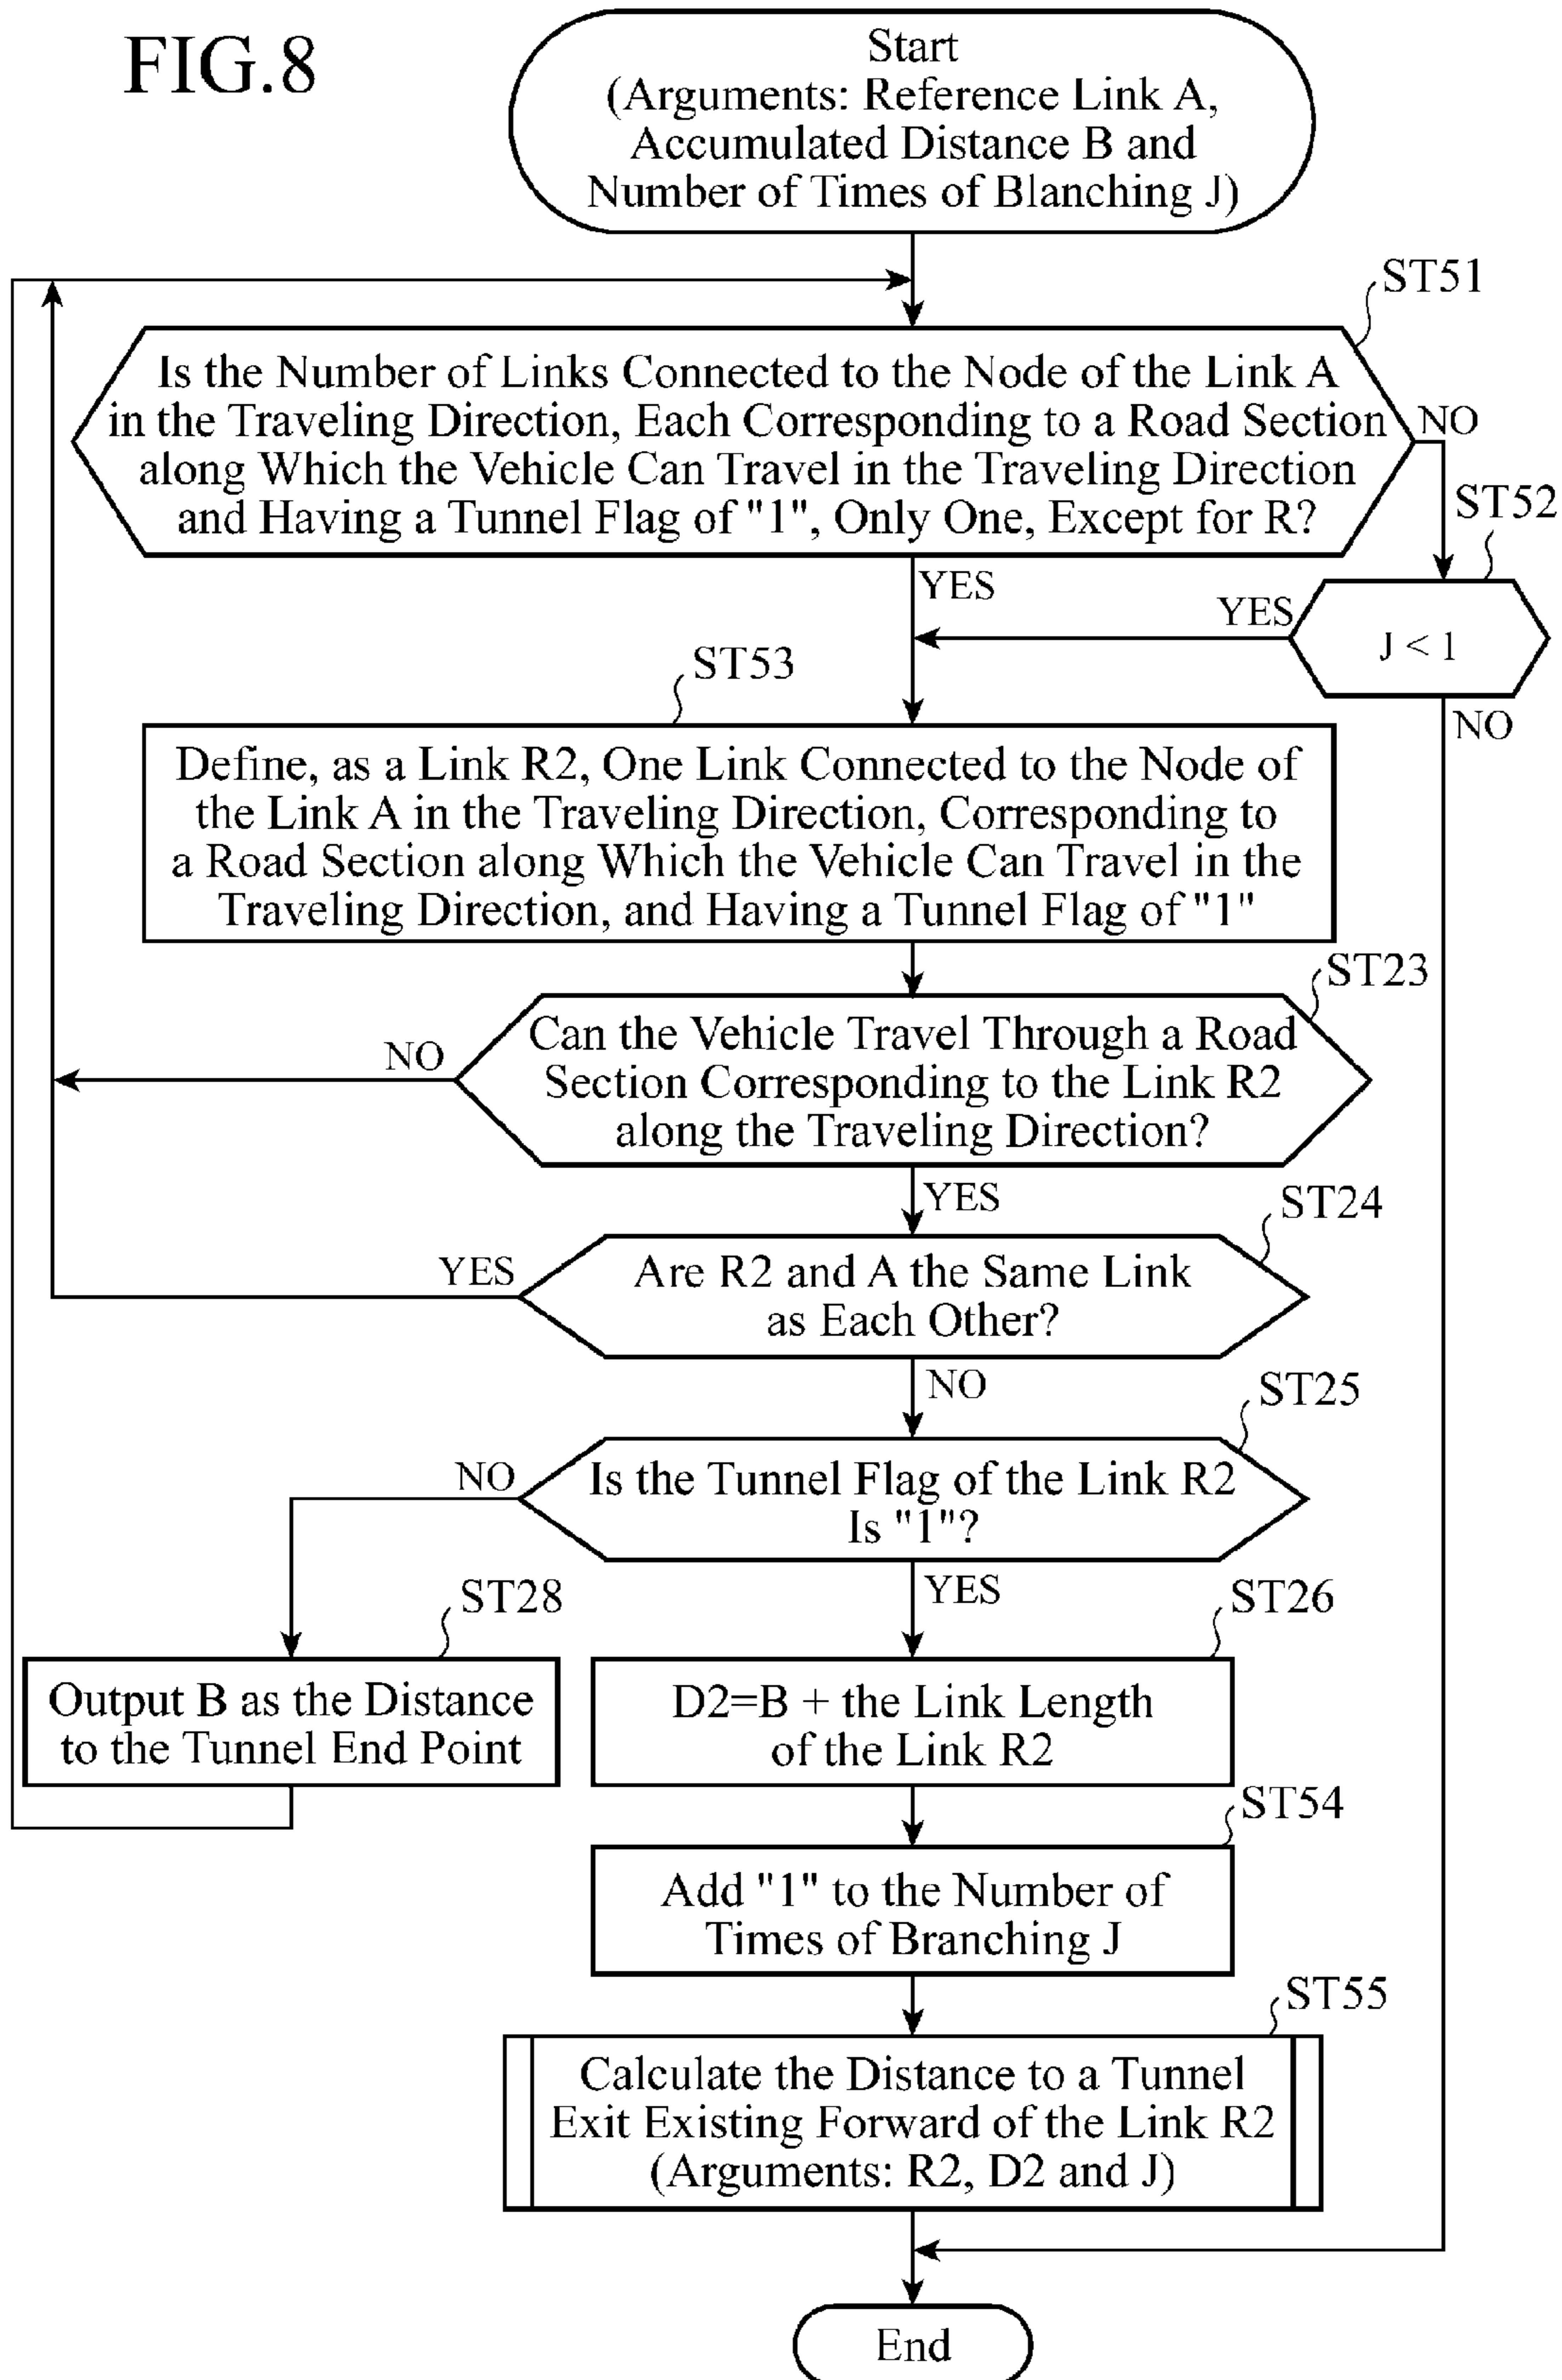 FIG.8
Start
(Arguments: Reference Link A,
Accumulated Distance B and
Number of Times of Blanching J)
ST51
Is the Number of Links Connected to the Node of the Link A
in the Traveling Direction, Each Corresponding to a Road Section
along Which the Vehicle Can Travel in the Traveling Direction
and Having a Tunnel Flag of "1", Only One, Except for R?
NO
ST52
YES
YES
J < 1
NO
ST53
Define, as a Link R2, One Link Connected to the Node of
the Link A in the Traveling Direction, Corresponding to
a Road Section along Which the Vehicle Can Travel in the
Traveling Direction, and Having a Tunnel Flag of "1"
ST23
Can the Vehicle Travel Through a Road
Section Corresponding to the Link R2
along the Traveling Direction?
NO
YES
ST24
YES
Are R2 and A the Same Link
as Each Other?
NO
ST25
NO
Is the Tunnel Flag of the Link R2
Is "1"?
YES
ST28
ST26
Output B as the Distance
to the Tunnel End Point
D2=B + the Link Length
of the Link R2
ST54
Add "1" to the Number of
Times of Branching J
ST55
Calculate the Distance to a Tunnel
Exit Existing Forward of the Link R2
(Arguments: R2, D2 and J)
End